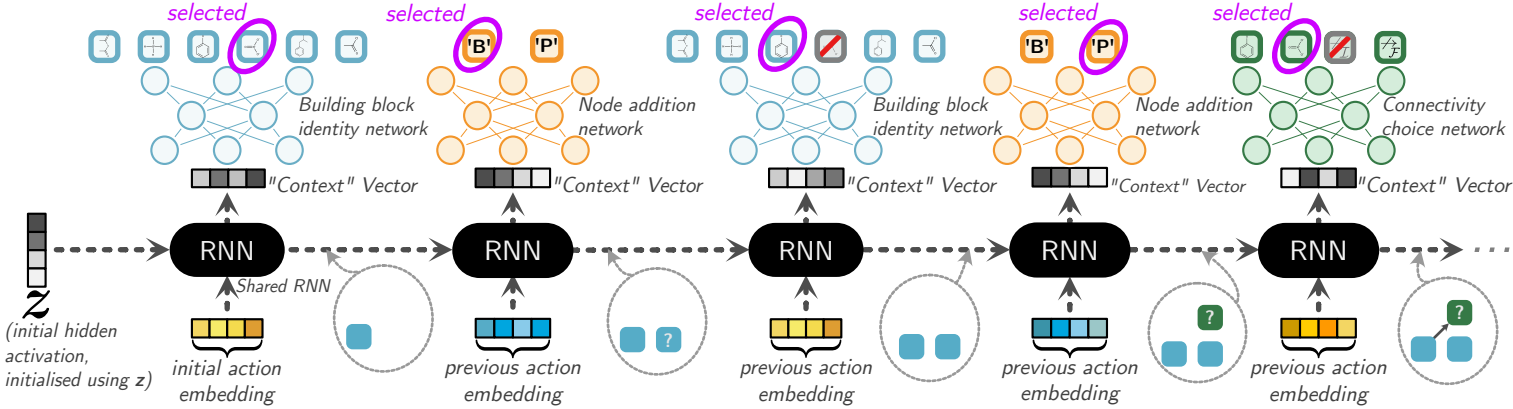 selected
selected
selected
selected
selected
'B'
'P'
'B'
'P'
Building block
identity network
Node addition
network
Building block
identity network
Node addition
network
Connectivity
choice network
"Context" Vector
"Context" Vector
"Context" Vector
"Context" Vector
"Context" Vector
RNN
RNN
RNN
RNN
RNN
Shared RNN
z
(initial hidden
activation,
initialised using z)
?
?
?
initial action
embedding
previous action
embedding
previous action
embedding
previous action
embedding
previous action
embedding